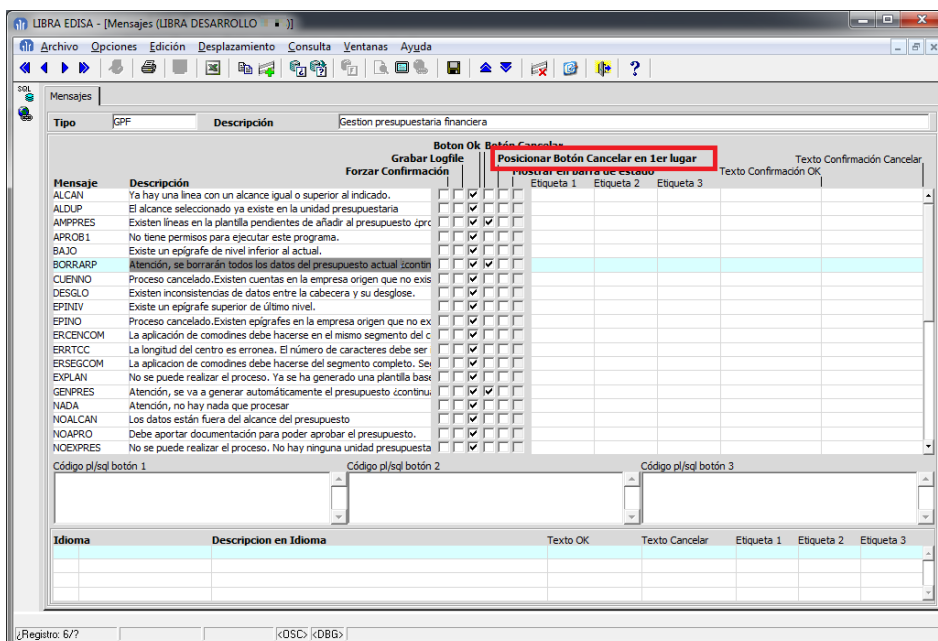 LIBRA EDISA - [Mensajes (LIBRA DESARROLLO )]
Archivo Opciones Edición Desplazamiento Consulta Ventanas Ayuda
SQL
Mensajes
Tipo GPF Descripción Gestion presupuestaria financiera
Boton Ok Botón Cancelar
Grabar Logfile Posicionar Botón Cancelar en 1er lugar Texto Confirmación Cancelar
Forzar Confirmación Mostrar en barra de estado Texto Confirmación OK
Mensaje Descripción Etiqueta 1 Etiqueta 2 Etiqueta 3
ALCAN Ya hay una linea con un alcance igual o superior al indicado.
ALDUP El alcance seleccionado ya existe en la unidad presupuestaria
AMPPRES Existen líneas en la plantilla pendientes de añadir al presupuesto ¿pro
APROB1 No tiene permisos para ejecutar este programa.
BAJO Existe un epígrafe de nivel inferior al actual.
BORRARP Atención, se borrarán todos los datos del presupuesto actual ¿contin
CUENNO Proceso cancelado.Existen cuentas en la empresa origen que no exis
DESGLO Existen inconsistencias de datos entre la cabecera y su desglose.
EPINIV Existe un epígrafe superior de último nivel.
EPINO Proceso cancelado.Existen epígrafes en la empresa origen que no ex
ERCENCOM La aplicación de comodines debe hacerse en el mismo segmento del c
ERRTCC La longitud del centro es erronea. El número de caracteres debe ser
ERSEGCOM La aplicacion de comodines debe hacerse del segmento completo. Se
EXPLAN No se puede realizar el proceso. Ya se ha generado una plantilla base
GENPRES Atención, se va a generar automáticamente el presupuesto ¿continu
NADA Atención, no hay nada que procesar
NOALCAN Los datos están fuera del alcance del presupuesto
NOAPRO Debe aportar documentación para poder aprobar el presupuesto.
NOEXPRES No se puede realizar el proceso. No hay ninguna unidad presupuesta
Código pl/sql botón 1 Código pl/sql botón 2 Código pl/sql botón 3
Idioma Descripcion en Idioma Texto OK Texto Cancelar Etiqueta 1 Etiqueta 2 Etiqueta 3
¿Registro: 6/? <OSC> <DBG>